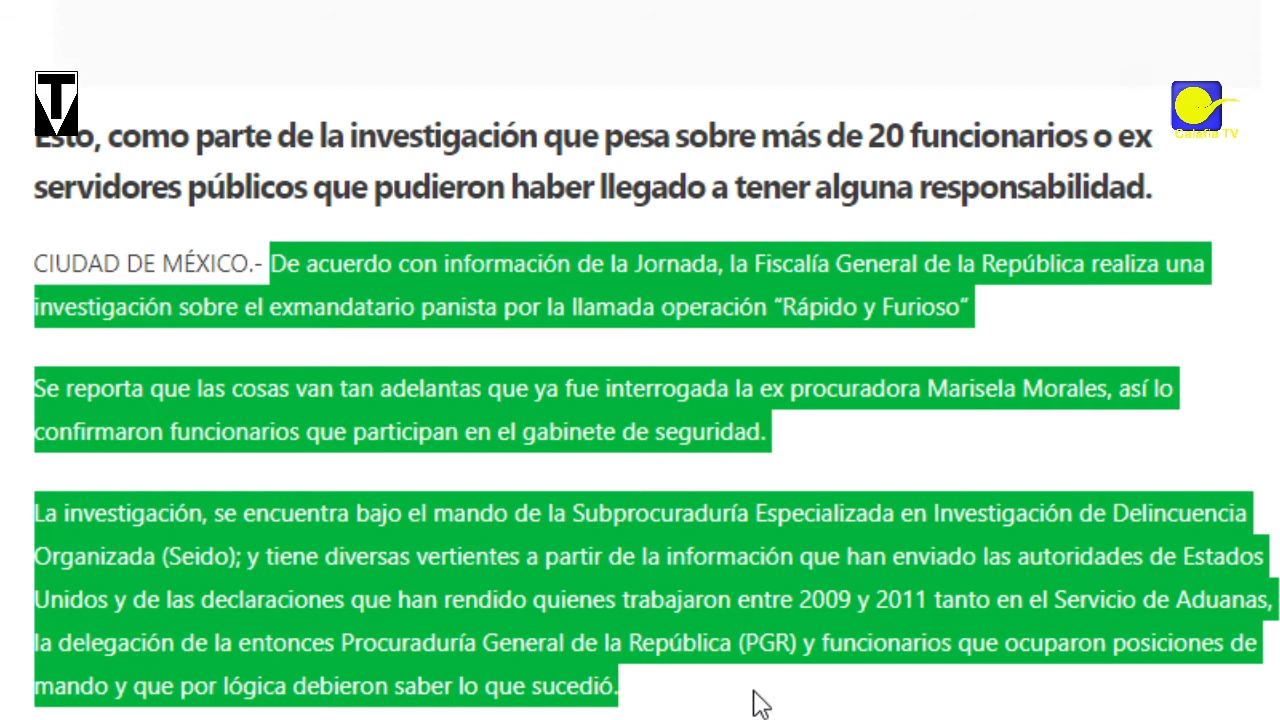 TV
Calafia TV
Esto, como parte de la investigación que pesa sobre más de 20 funcionarios o ex
servidores públicos que pudieron haber llegado a tener alguna responsabilidad.
CIUDAD DE MÉXICO.- De acuerdo con información de la Jornada, la Fiscalía General de la República realiza una
investigación sobre el exmandatario panista por la llamada operación “Rápido y Furioso”
Se reporta que las cosas van tan adelantas que ya fue interrogada la ex procuradora Marisela Morales, así lo
confirmaron funcionarios que participan en el gabinete de seguridad.
La investigación, se encuentra bajo el mando de la Subprocuraduría Especializada en Investigación de Delincuencia
Organizada (Seido); y tiene diversas vertientes a partir de la información que han enviado las autoridades de Estados
Unidos y de las declaraciones que han rendido quienes trabajaron entre 2009 y 2011 tanto en el Servicio de Aduanas,
la delegación de la entonces Procuraduría General de la República (PGR) y funcionarios que ocuparon posiciones de
mando y que por lógica debieron saber lo que sucedió.